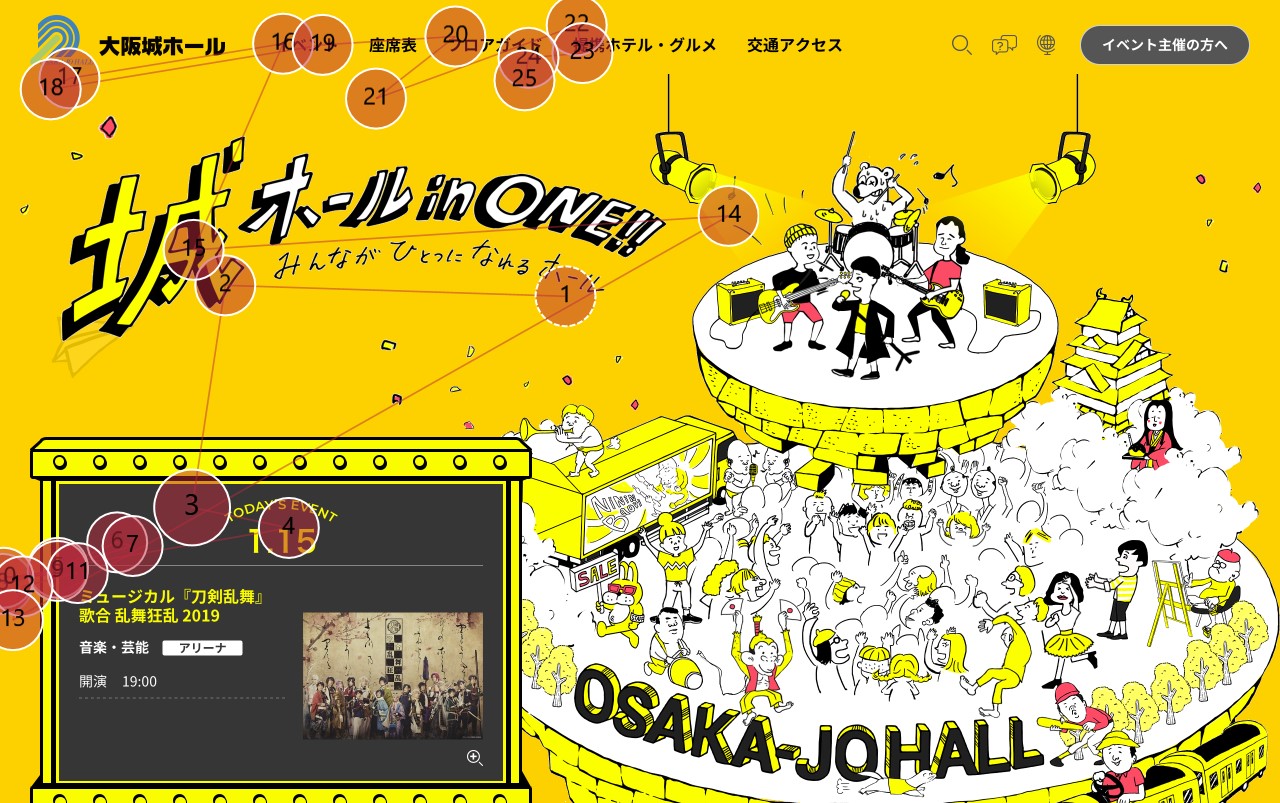 大阪城ホール
イベント
座席表
フロアガイド
提携ホテル・グルメ
交通アクセス
イベント主催の方へ
城ホール in ONE!!
みんなが ひとつに なれる ホール
TODAY'S EVENT
1.15
ミュージカル『刀剣乱舞』
歌合 乱舞狂乱 2019
音楽・芸能
アリーナ
開演 19:00
SALE
OSAKA-JO HALL
1
2
3
4
6
7
9
11
12
13
14
15
16
17
18
19
20
21
22
23
24
25